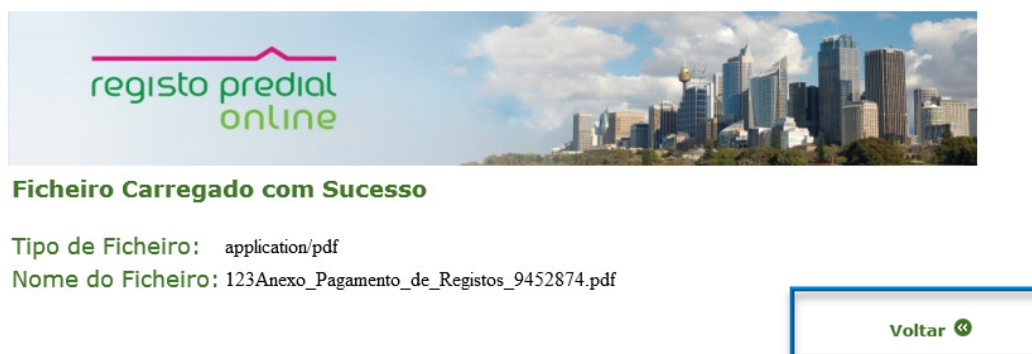 registo predial
online
Ficheiro Carregado com Sucesso
Tipo de Ficheiro: application/pdf
Nome do Ficheiro: 123Anexo_Pagamento_de_Registos_9452874.pdf
Voltar